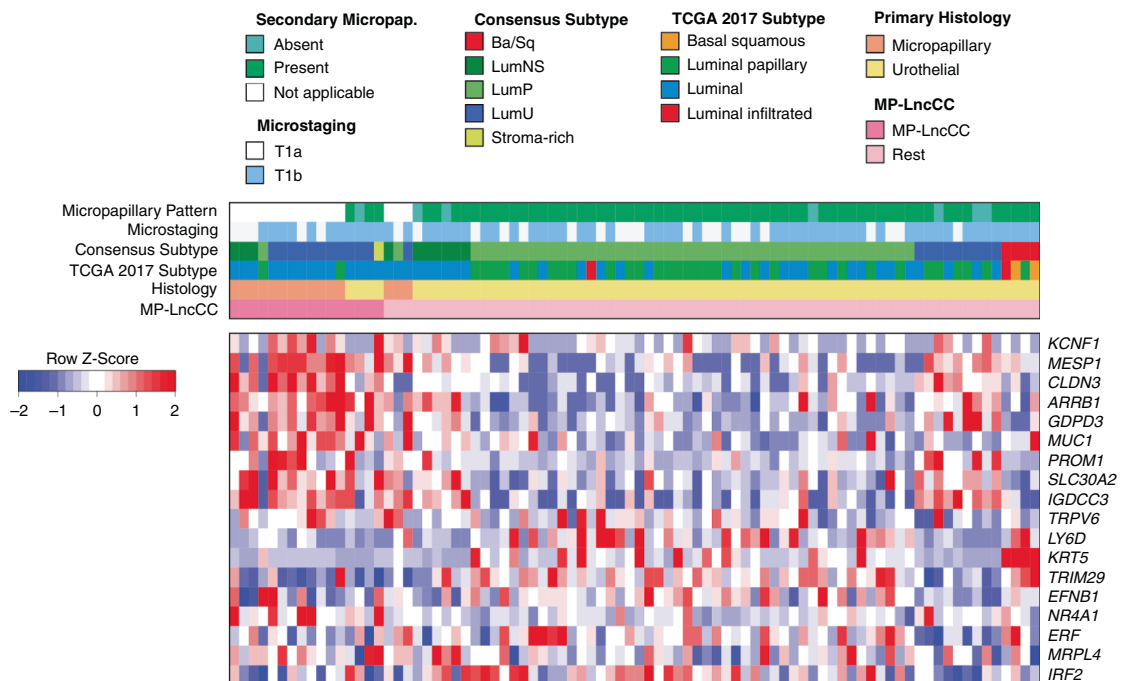 Secondary Micropap.
Absent
Present
Not applicable
Microstaging
T1a
T1b
Consensus Subtype
Ba/Sq
LumNS
LumP
LumU
Stroma-rich
TCGA 2017 Subtype
Basal squamous
Luminal papillary
Luminal
Luminal infiltrated
Primary Histology
Micropapillary
Urothelial
MP-LncCC
MP-LncCC
Rest
Micropapillary Pattern
Microstaging
Consensus Subtype
TCGA 2017 Subtype
Histology
MP-LncCC
Row Z-Score
−2 −1 0 1 2
KCNF1
MESP1
CLDN3
ARRB1
GDPD3
MUC1
PROM1
SLC30A2
IGDCC3
TRPV6
LY6D
KRT5
TRIM29
EFNB1
NR4A1
ERF
MRPL4
IRF2